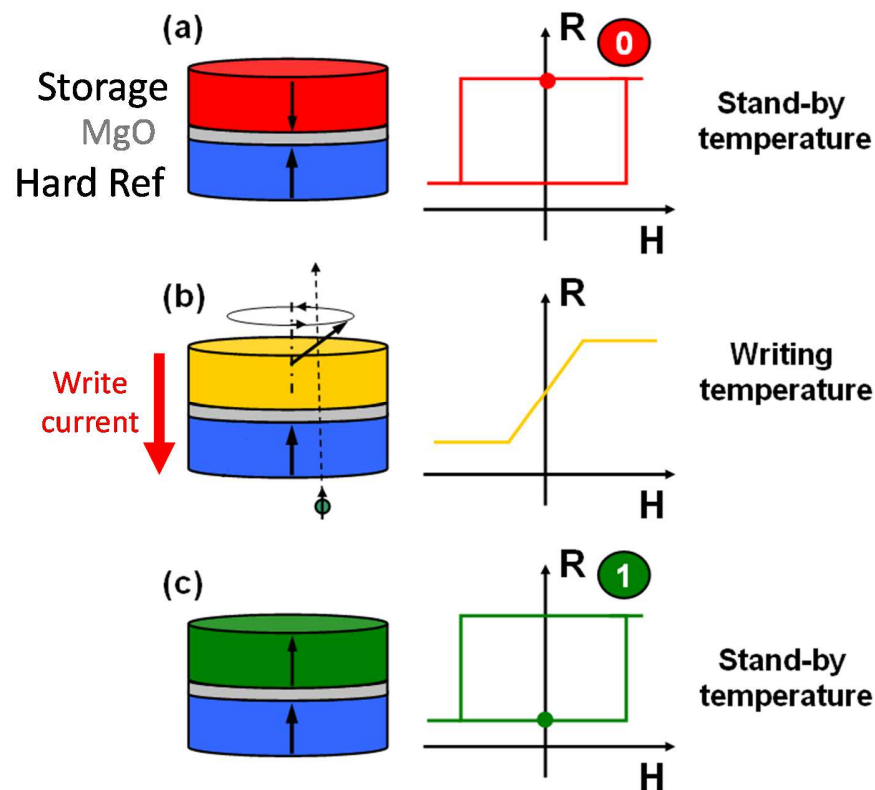 (a)
Storage
MgO
Hard Ref
R
0
H
Stand-by
temperature
(b)
Write
current
R
H
Writing
temperature
(c)
R
1
H
Stand-by
temperature